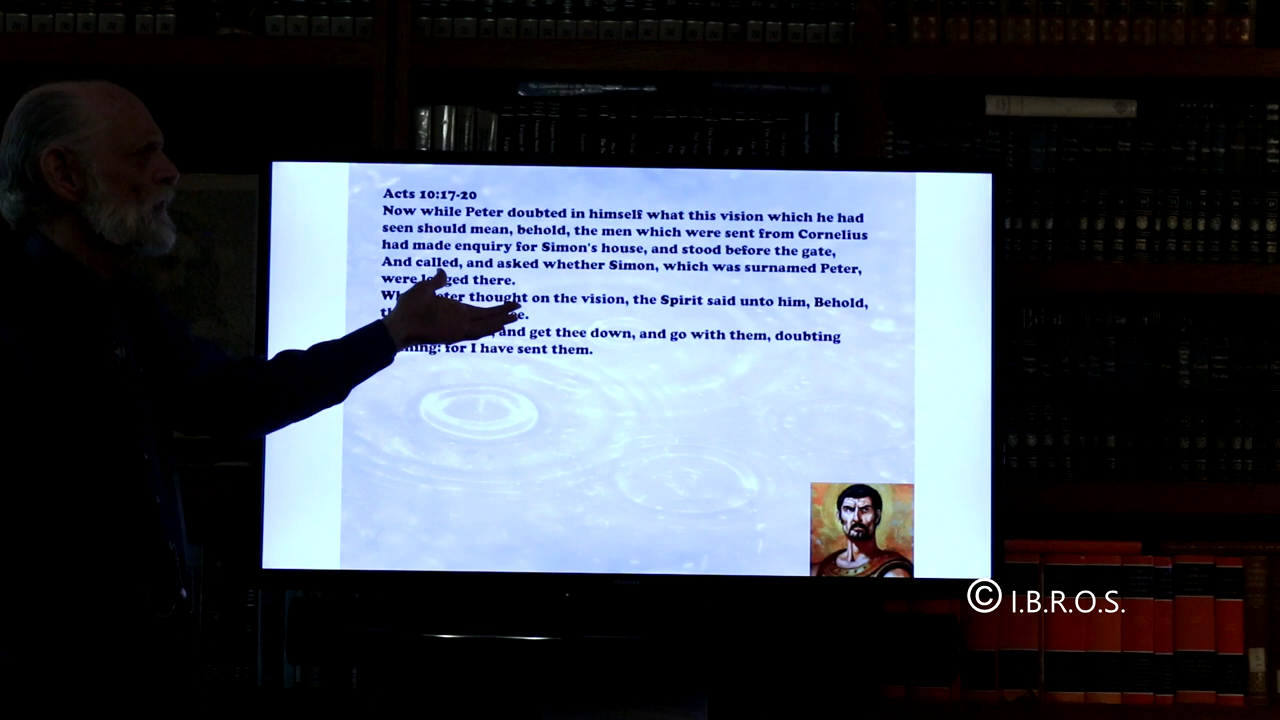 Acts 10:17-20
Now while Peter doubted in himself what this vision which he had
seen should mean, behold, the men which were sent from Cornelius
had made enquiry for Simon's house, and stood before the gate,
And called, and asked whether Simon, which was surnamed Peter,
were there.
thought on the vision, the Spirit said unto him, Behold,
and get thee down, and go with them, doubting
for I have sent them.
© I.B.R.O.S.